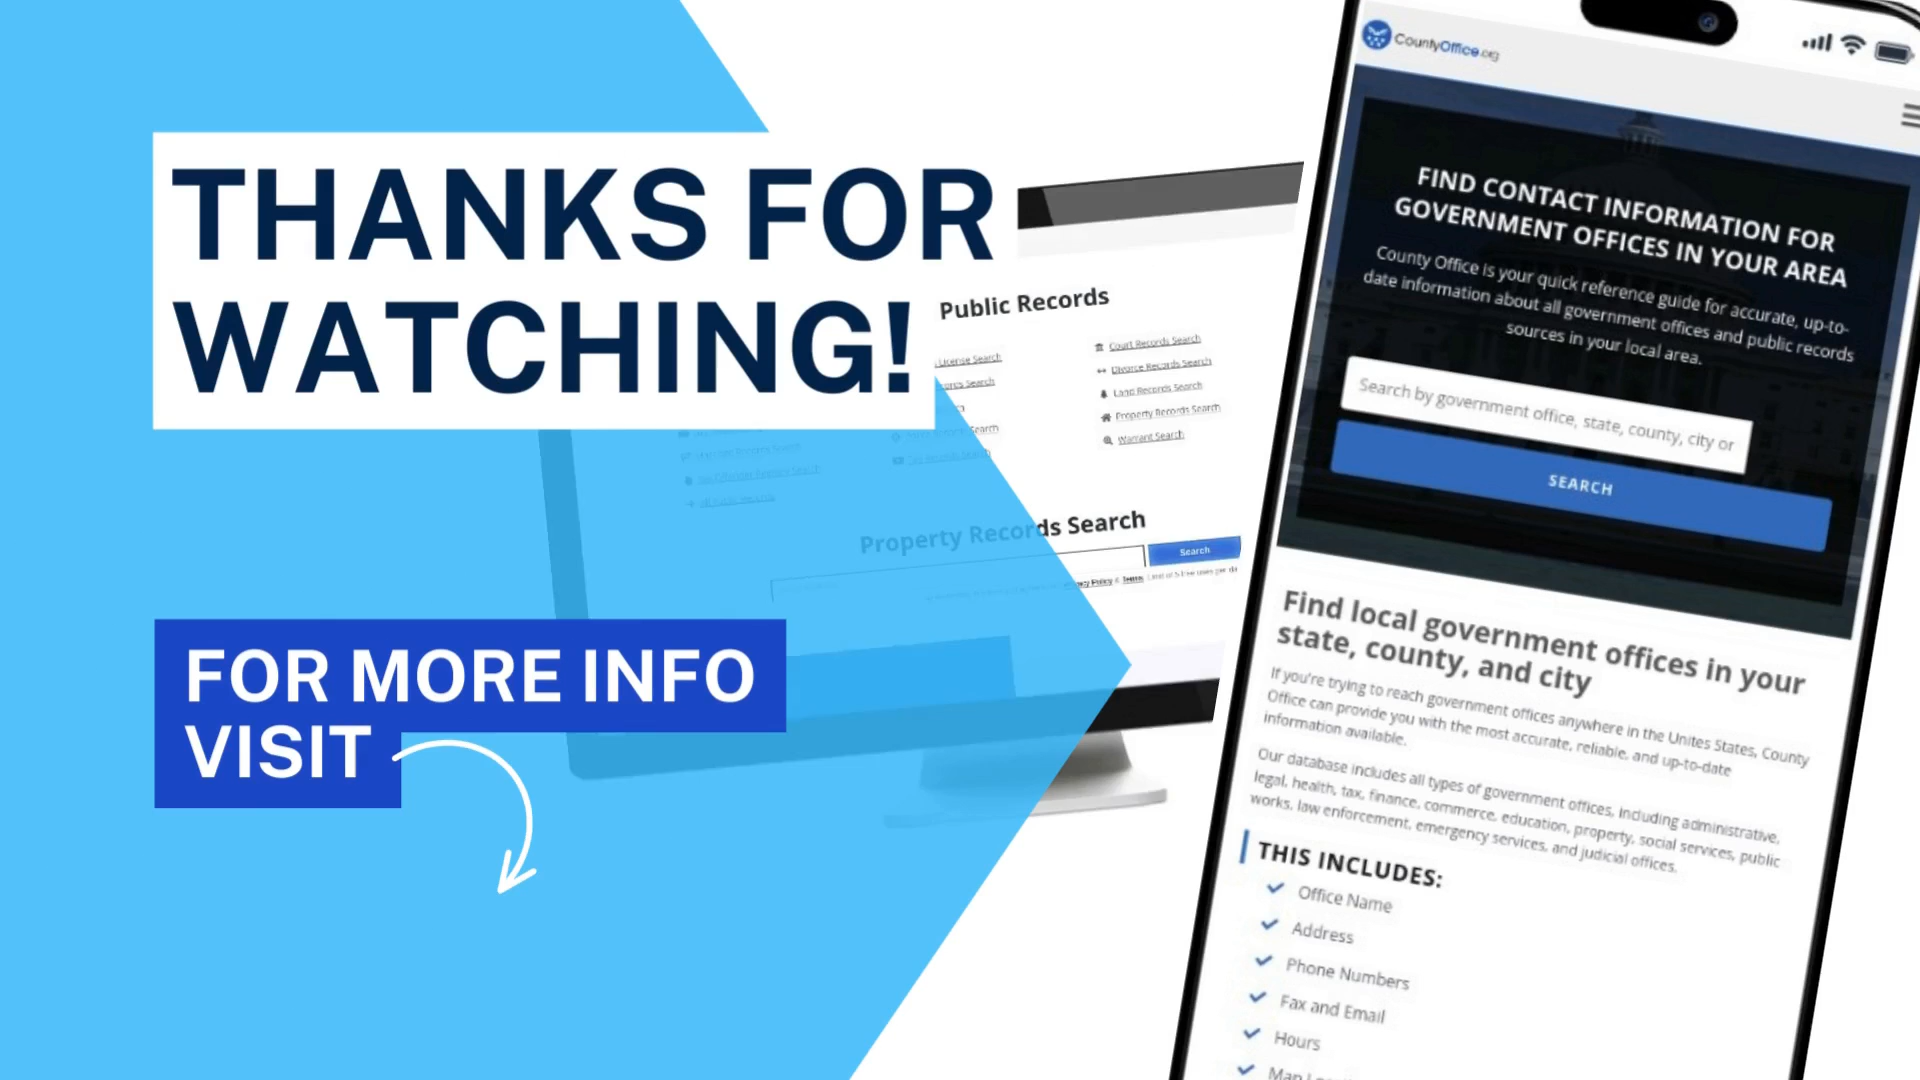 THANKS FOR
WATCHING!
FOR MORE INFO
VISIT
Public Records
License Search
Search
Search
Court Records Search
Divorce Records Search
Land Records Search
Property Records Search
Warrant Search
Property Records Search
Search
Policy & Terms
CountyOffice.org
FIND CONTACT INFORMATION FOR
GOVERNMENT OFFICES IN YOUR AREA
County Office is your quick reference guide for accurate, up-to-
date information about all government offices and public records
sources in your local area.
Search by government office, state, county, city or
SEARCH
Find local government offices in your
state, county, and city
If you're trying to reach government offices anywhere in the Unites States, County
Office can provide you with the most accurate, reliable, and up-to-date
information available.
Our database includes all types of government offices, including administrative,
legal, health, tax, finance, commerce, education, property, social services, public
works, law enforcement, emergency services, and judicial offices.
THIS INCLUDES:
Office Name
Address
Phone Numbers
Fax and Email
Hours
Map